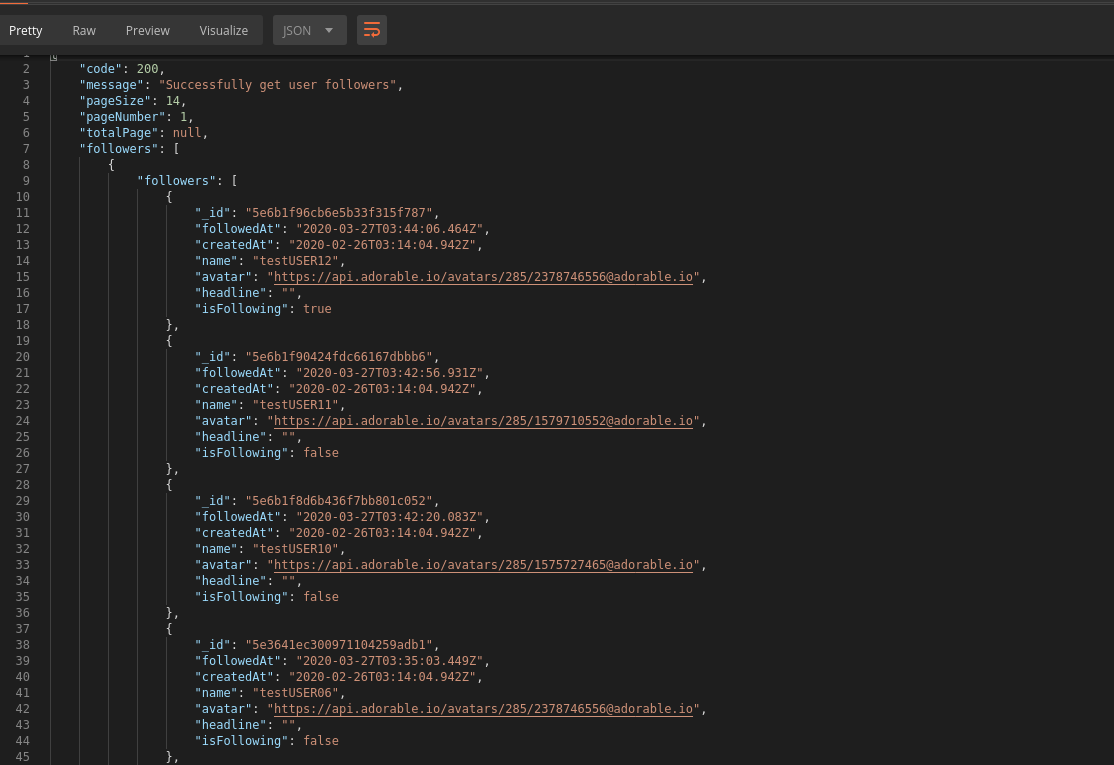 Pretty Raw Preview Visualize JSON
1 {
2 "code": 200,
3 "message": "Successfully get user followers",
4 "pageSize": 14,
5 "pageNumber": 1,
6 "totalPage": null,
7 "followers": [
8 {
9 "followers": [
10 {
11 "_id": "5e6b1f96cb6e5b33f315f787",
12 "followedAt": "2020-03-27T03:44:06.464Z",
13 "createdAt": "2020-02-26T03:14:04.942Z",
14 "name": "testUSER12",
15 "avatar": "https://api.adorable.io/avatars/285/2378746556@adorable.io",
16 "headline": "",
17 "isFollowing": true
18 },
19 {
20 "_id": "5e6b1f90424fdc66167dbbb6",
21 "followedAt": "2020-03-27T03:42:56.931Z",
22 "createdAt": "2020-02-26T03:14:04.942Z",
23 "name": "testUSER11",
24 "avatar": "https://api.adorable.io/avatars/285/1579710552@adorable.io",
25 "headline": "",
26 "isFollowing": false
27 },
28 {
29 "_id": "5e6b1f8d6b436f7bb801c052",
30 "followedAt": "2020-03-27T03:42:20.083Z",
31 "createdAt": "2020-02-26T03:14:04.942Z",
32 "name": "testUSER10",
33 "avatar": "https://api.adorable.io/avatars/285/1575727465@adorable.io",
34 "headline": "",
35 "isFollowing": false
36 },
37 {
38 "_id": "5e3641ec300971104259adb1",
39 "followedAt": "2020-03-27T03:35:03.449Z",
40 "createdAt": "2020-02-26T03:14:04.942Z",
41 "name": "testUSER06",
42 "avatar": "https://api.adorable.io/avatars/285/2378746556@adorable.io",
43 "headline": "",
44 "isFollowing": false
45 },